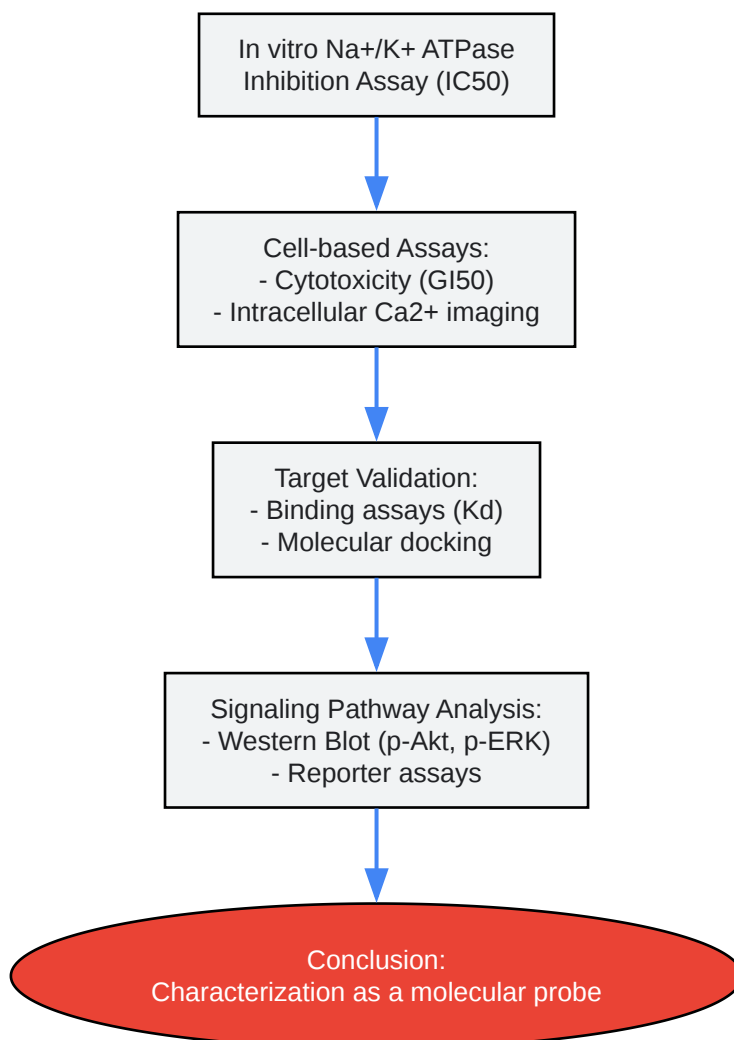 In vitro Na+/K+ ATPase
Inhibition Assay (IC50)
Cell-based Assays:
- Cytotoxicity (GI50)
- Intracellular Ca2+ imaging
Target Validation:
- Binding assays (Kd)
- Molecular docking
Signaling Pathway Analysis:
- Western Blot (p-Akt, p-ERK)
- Reporter assays
Conclusion:
Characterization as a molecular probe